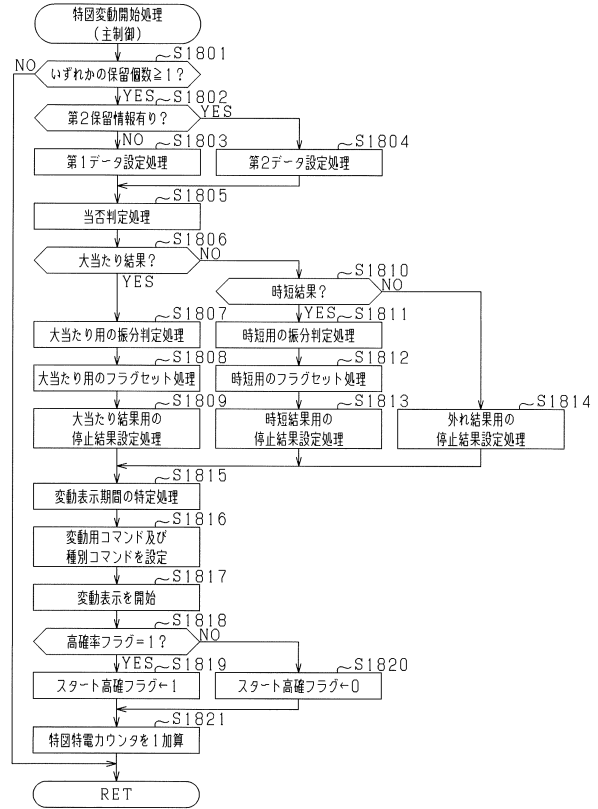 特図変動開始処理
(主制御)
S1801
NO
いずれかの保留個数≧1?
YES
S1802
第2保留情報有り?
YES
NO
S1803
S1804
第1データ設定処理
第2データ設定処理
S1805
当否判定処理
S1806
大当たり結果?
NO
YES
S1810
時短結果?
NO
S1807
YES
S1811
大当たり用の振分判定処理
時短用の振分判定処理
S1808
S1812
大当たり用のフラグセット処理
時短用のフラグセット処理
S1809
S1813
S1814
大当たり結果用の
停止結果設定処理
時短結果用の
停止結果設定処理
外れ結果用の
停止結果設定処理
S1815
変動表示期間の特定処理
S1816
変動用コマンド及び
種別コマンドを設定
S1817
変動表示を開始
S1818
高確率フラグ=1?
NO
YES
S1819
S1820
スタート高確フラグ←1
スタート高確フラグ←0
S1821
特図特電カウンタを1加算
RET